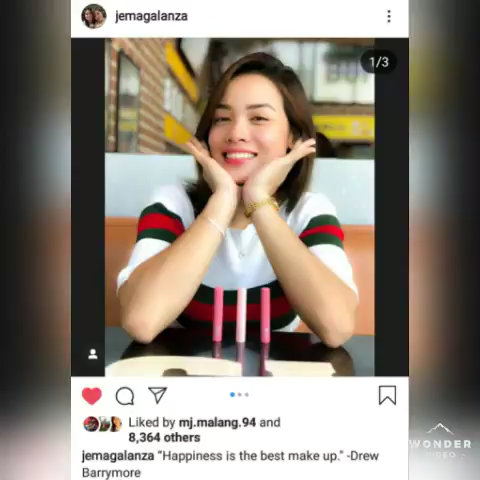 jemagalanza
1/3
Liked by mj.malang.94 and
8,364 others
jemagalanza “Happiness is the best make up." -Drew
Barrymore
WONDER
VIDEO